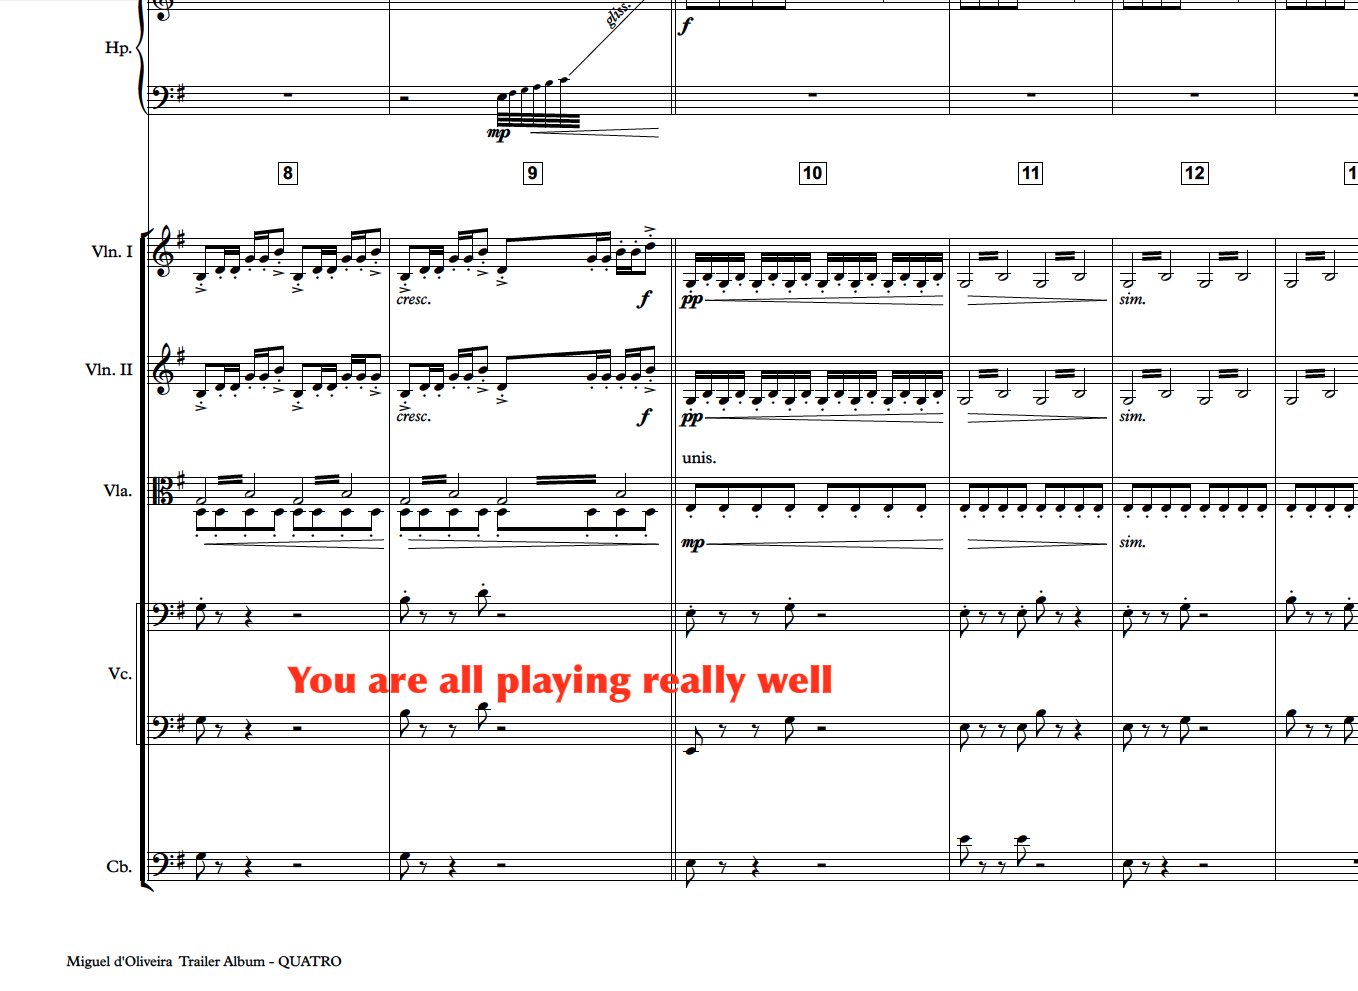 gliss.
Hp.
f
mp
8 9 10 11 12 1
Vln. I
cresc. f pp sim.
Vln. II
cresc. f pp sim.
unis.
Vla.
mp sim.
Vc.
You are all playing really well
Cb.
Miguel d'Oliveira Trailer Album - QUATRO